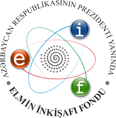 AZƏRBAYCAN RESPUBLİKASININ PREZİDENTİ YANINDA
e i f
• ELMİN İNKİŞAFI FONDU •